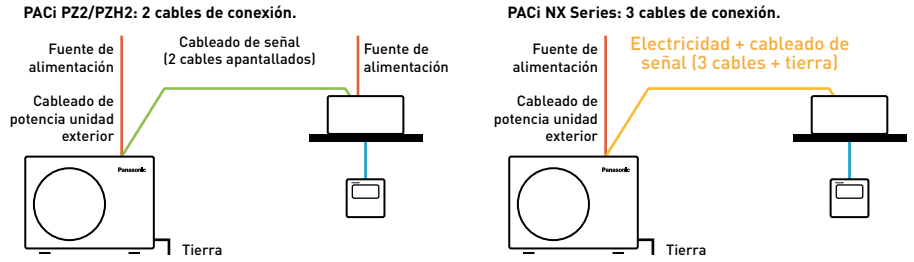 PACi PZ2/PZH2: 2 cables de conexión.
Fuente de
alimentación
Cableado de señal
(2 cables apantallados)
Fuente de
alimentación
Cableado de
potencia unidad
exterior
Panasonic
Tierra
PACi NX Series: 3 cables de conexión.
Fuente de
alimentación
Electricidad + cableado de
señal (3 cables + tierra)
Cableado de
potencia unidad
exterior
Panasonic
Tierra